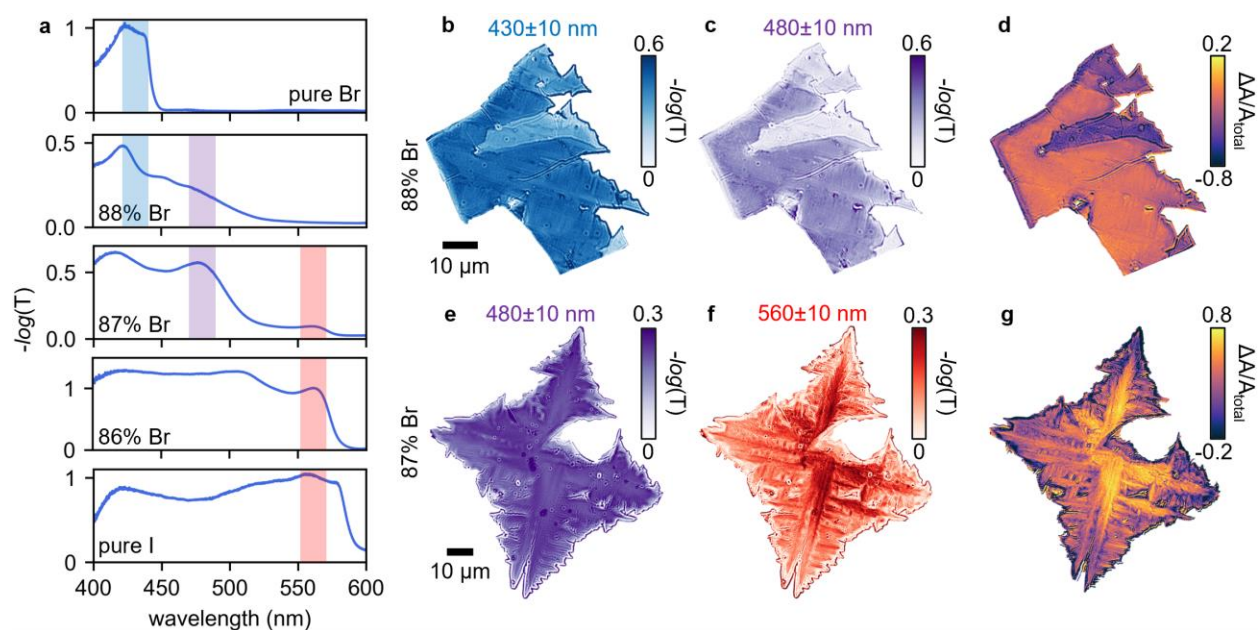 a
1
pure Br
0
0.5
88% Br
0.0
0.5
87% Br
0.0
1
86% Br
0
1
pure I
0
-log(T)
400 450 500 550 600
wavelength (nm)
b
430±10 nm
0.6
-log(T)
0
88% Br
10 µm
c
480±10 nm
0.6
-log(T)
0
d
0.2
ΔA/Atotal
-0.8
e
480±10 nm
0.3
-log(T)
0
87% Br
10 µm
f
560±10 nm
0.3
-log(T)
0
g
0.8
ΔA/Atotal
-0.2